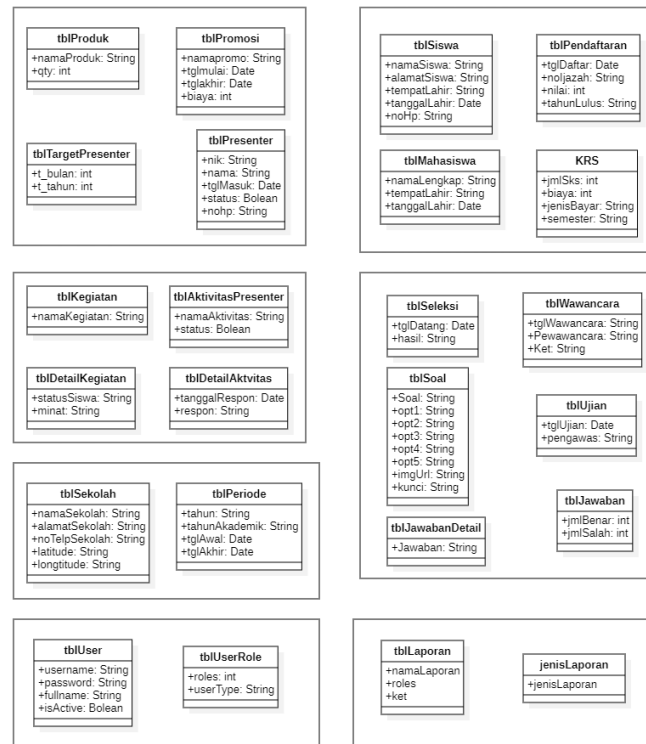 tblProduk
+namaProduk: String
+qty: int
tblPromosi
+namapromo: String
+tglmulai: Date
+tglakhir: Date
+biaya: int
tblTargetPresenter
+t_bulan: int
+t_tahun: int
tblPresenter
+nik: String
+nama: String
+tglMasuk: Date
+status: Bolean
+nohp: String
tblSiswa
+namaSiswa: String
+alamatSiswa: String
+tempatLahir: String
+tanggalLahir: Date
+noHp: String
tblPendaftaran
+tglDaftar: Date
+noIjazah: String
+nilai: int
+tahunLulus: String
tblMahasiswa
+namaLengkap: String
+tempatLahir: String
+tanggalLahir: Date
KRS
+jmlSks: int
+biaya: int
+jenisBayar: String
+semester: String
tblKegiatan
+namaKegiatan: String
tblAktivitasPresenter
+namaAktivitas: String
+status: Bolean
tblDetailKegiatan
+statusSiswa: String
+minat: String
tblDetailAktvitas
+tanggalRespon: Date
+respon: String
tblSeleksi
+tglDatang: Date
+hasil: String
tblWawancara
+tglWawancara: String
+Pewawancara: String
+Ket: String
tblSoal
+Soal: String
+opt1: String
+opt2: String
+opt3: String
+opt4: String
+opt5: String
+imgUrl: String
+kunci: String
tblUjian
+tglUjian: Date
+pengawas: String
tblJawaban
+jmlBenar: int
+jmlSalah: int
tblJawabanDetail
+Jawaban: String
tblSekolah
+namaSekolah: String
+alamatSekolah: String
+noTelpSekolah: String
+latitude: String
+longtitude: String
tblPeriode
+tahun: String
+tahunAkademik: String
+tglAwal: Date
+tglAkhir: Date
tblUser
+username: String
+password: String
+fullname: String
+isActive: Bolean
tblUserRole
+roles: int
+userType: String
tblLaporan
+namaLaporan
+roles
+ket
jenisLaporan
+jenisLaporan